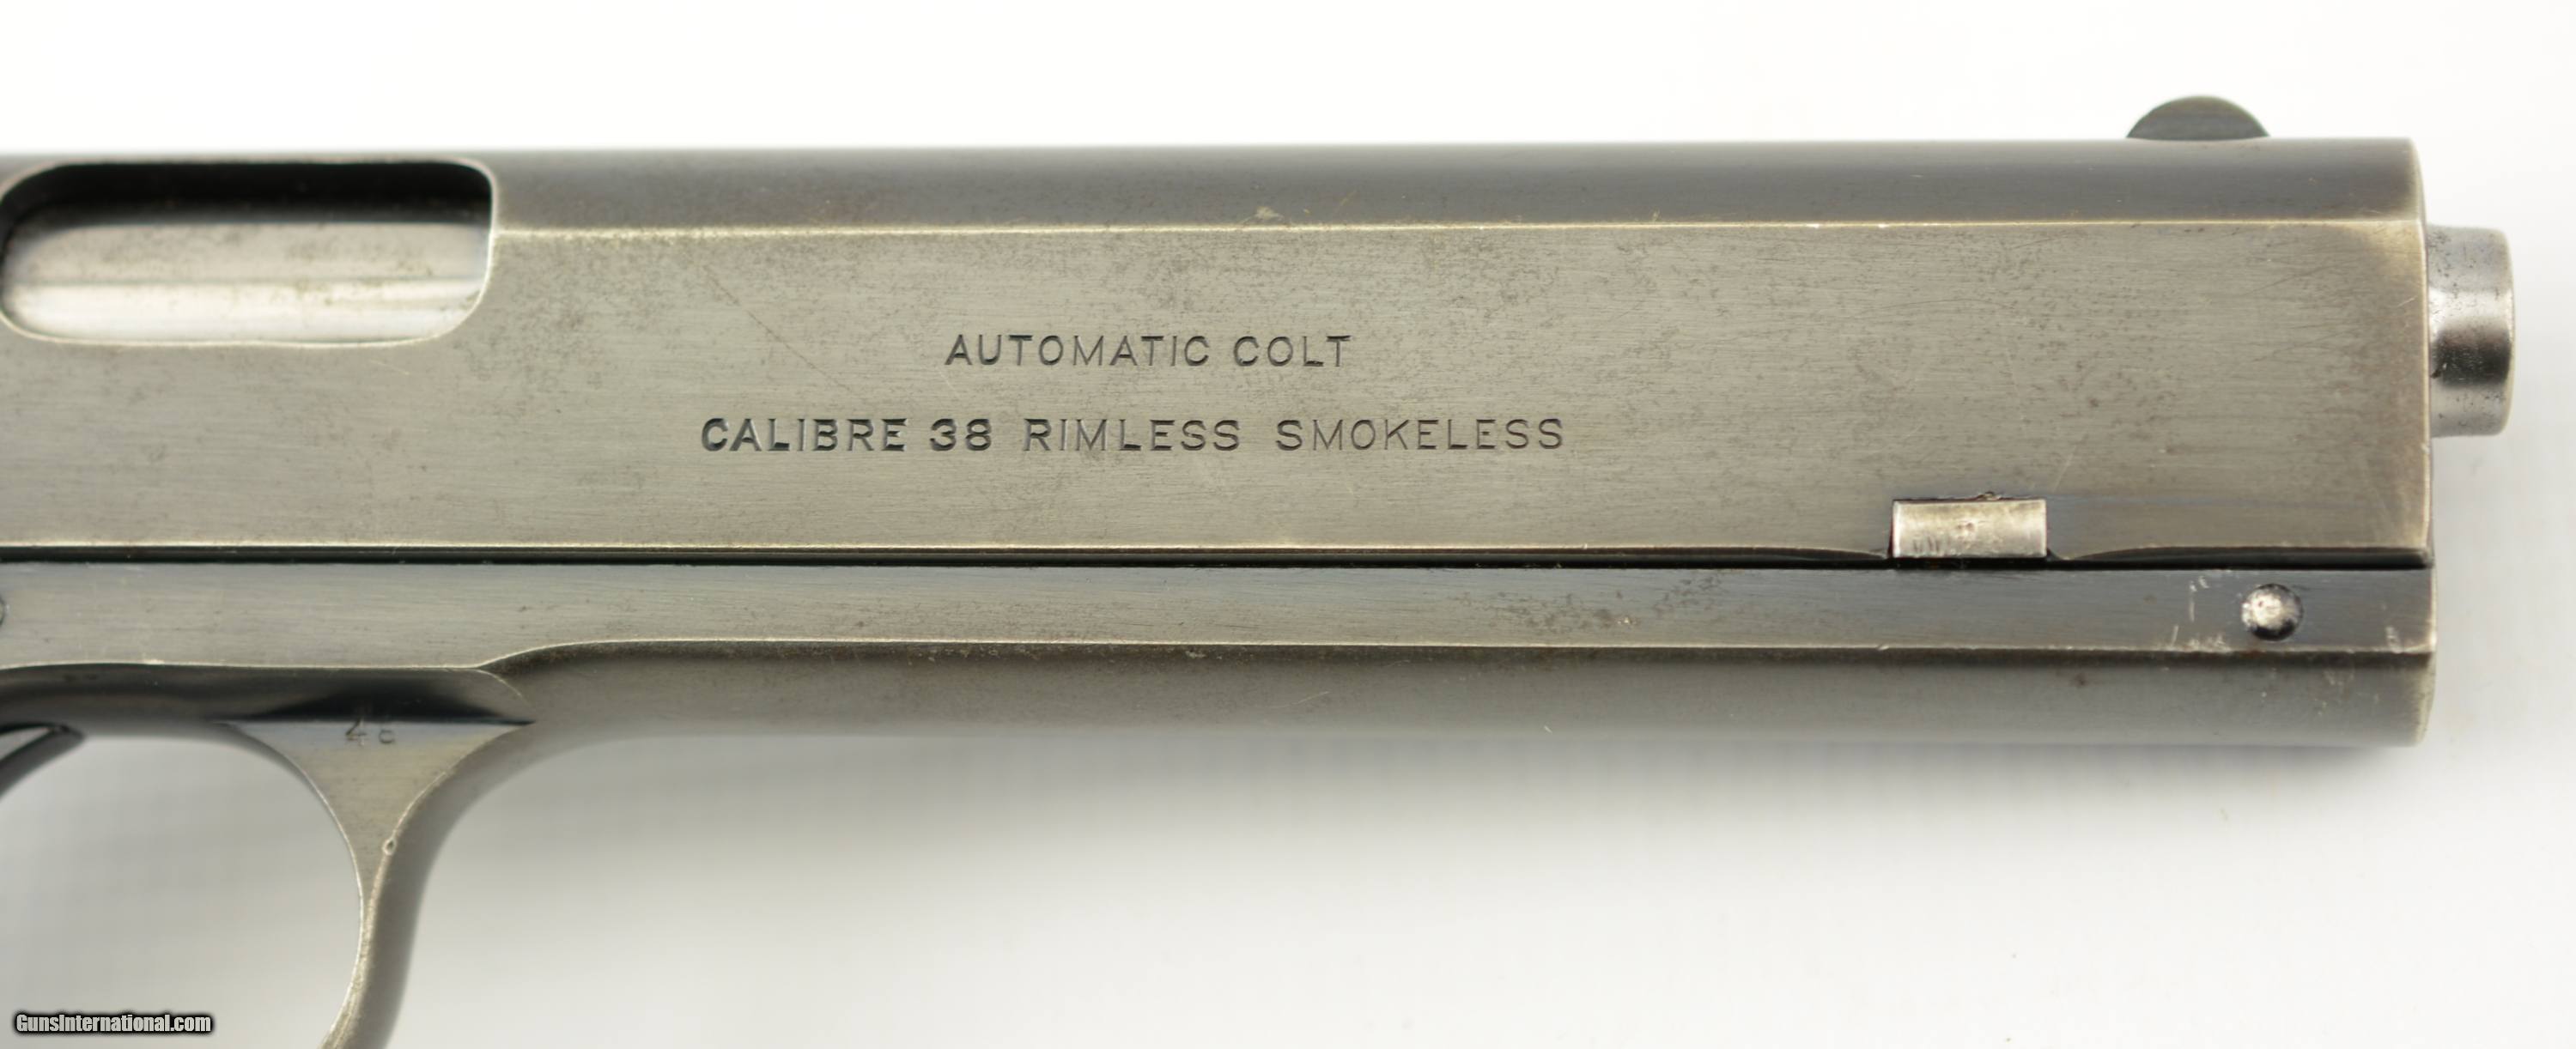 AUTOMATIC COLT
CALIBRE 38 RIMLESS SMOKELESS
GunsInternational.com